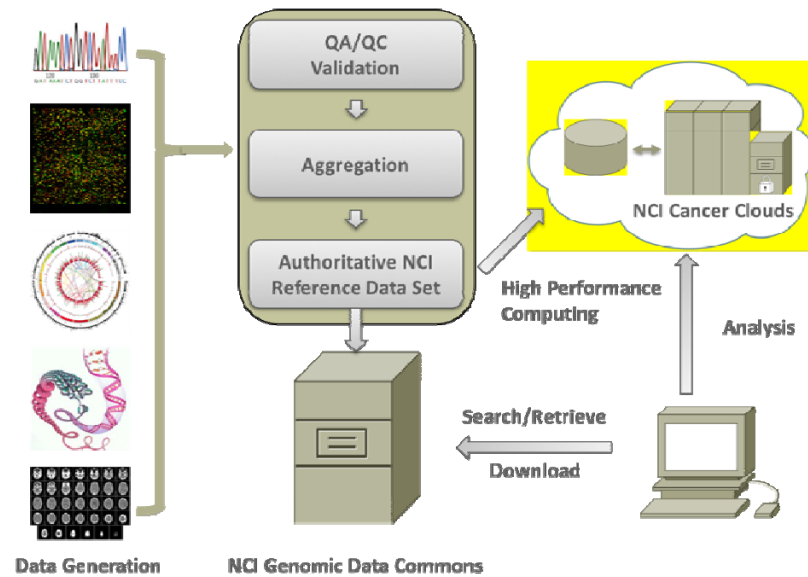 QA/QC
Validation
Aggregation
Authoritative NCI
Reference Data Set
NCI Cancer Clouds
High Performance
Computing
Analysis
Search/Retrieve
Download
Data Generation
NCI Genomic Data Commons